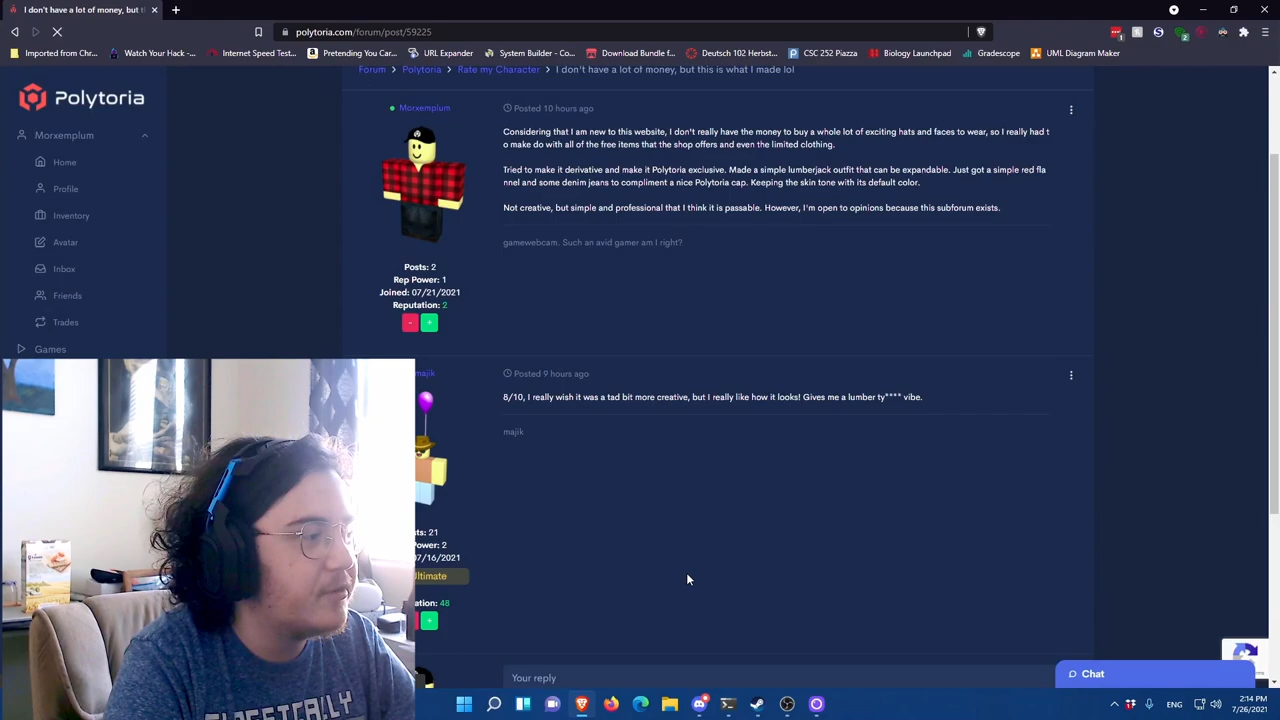 I don't have a lot of money, but t
polytoria.com/forum/post/59225
Imported from Chr...
Watch Your Hack - ...
Internet Speed Test...
Pretending You Car...
URL Expander
System Builder - Co...
Download Bundle f...
Deutsch 102 Herbst...
CSC 252 Piazza
Biology Launchpad
Gradescope
UML Diagram Maker
Polytoria
Morxemplum
Home
Profile
Inventory
Avatar
Inbox
Friends
Trades
Games
Forum > Polytoria > Rate my Character > I don't have a lot of money, but this is what I made lol
Morxemplum
Posts: 2
Rep Power: 1
Joined: 07/21/2021
Reputation: 2
- +
Posted 10 hours ago
Considering that I am new to this website, I don't really have the money to buy a whole lot of exciting hats and faces to wear, so I really had t
o make do with all of the free items that the shop offers and even the limited clothing.
Tried to make it derivative and make it Polytoria exclusive. Made a simple lumberjack outfit that can be expandable. Just got a simple red fla
nnel and some denim jeans to compliment a nice Polytoria cap. Keeping the skin tone with its default color.
Not creative, but simple and professional that I think it is passable. However, I'm open to opinions because this subforum exists.
gamewebcam. Such an avid gamer am I right?
majik
sts: 21
ower: 2
07/16/2021
Ultimate
ation: 48
+
Posted 9 hours ago
8/10, I really wish it was a tad bit more creative, but I really like how it looks! Gives me a lumber ty**** vibe.
majik
Your reply
Chat
CLASSICALLY
2:14 PM
7/26/2021